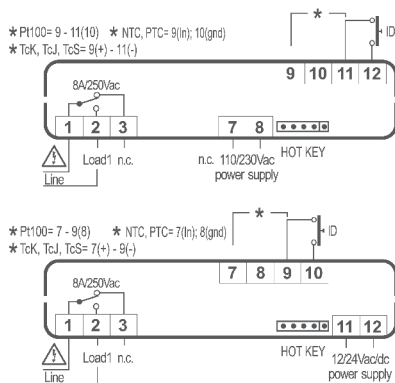 * Pt100= 9 - 11(10) * NTC, PTC= 9(In); 10(gnd)
* TcK, TcJ, TcS= 9(+) - 11(-)
*
ID
9 10 11 12
8A/250Vac
1 2 3 7 8
Line Load1 n.c. n.c. 110/230Vac power supply HOT KEY
* Pt100= 7 - 9(8) * NTC, PTC= 7(In); 8(gnd)
* TcK, TcJ, TcS= 7(+) - 9(-)
*
ID
7 8 9 10
8A/250Vac
1 2 3 11 12
Line Load1 n.c. HOT KEY 12/24Vac/dc power supply